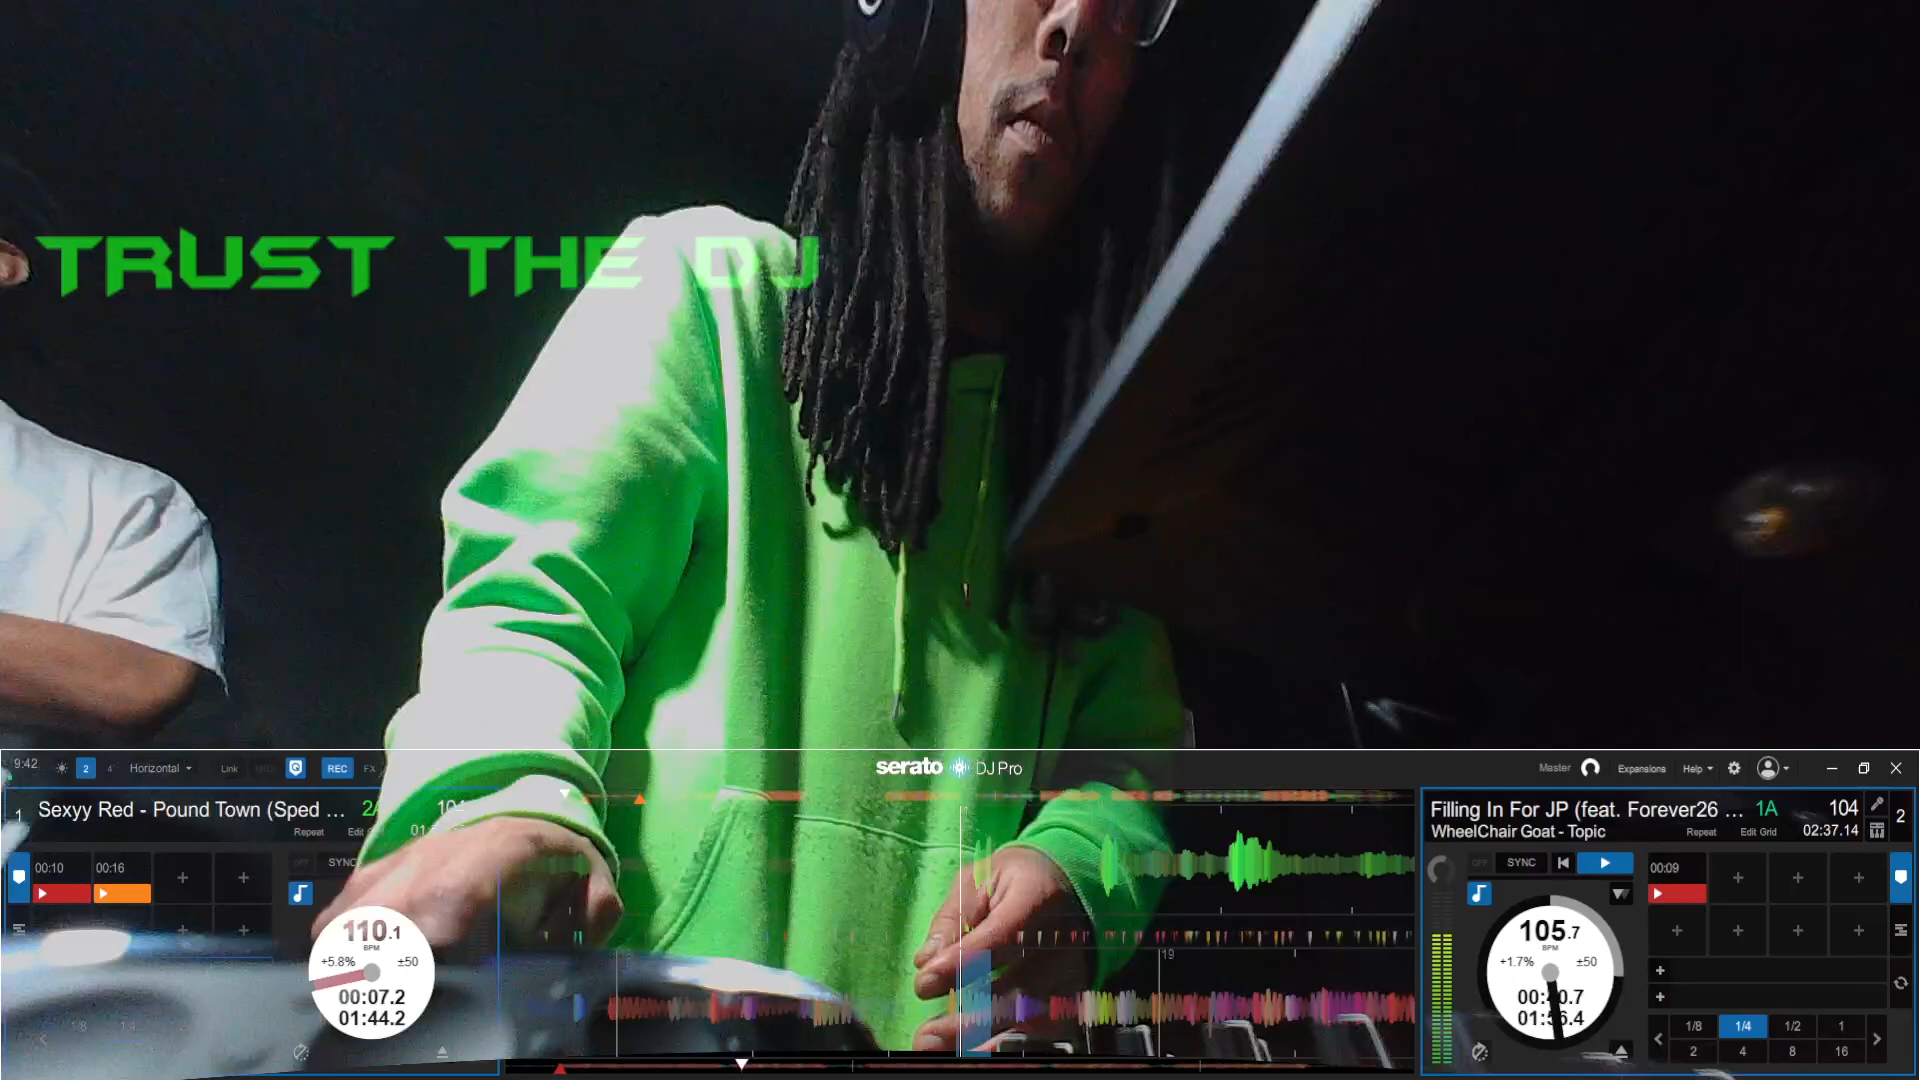 TRUST THE DJ
9:42
2
4
Horizontal
Link
REC
FX
serato DJ Pro
Master
Expansions
Help
1
Sexyy Red - Pound Town (Sped ...
Repeat
00:10
00:16
SYNC
110.1
BPM
+5.8%
±50
00:07.2
01:44.2
1/8
19
Filling In For JP (feat. Forever26 ...
1A
104
2
WheelChair Goat - Topic
Repeat
Edit Grid
02:37.14
OFF
SYNC
00:09
105.7
BPM
+1.7%
±50
1/8
1/4
1/2
1
2
4
8
16